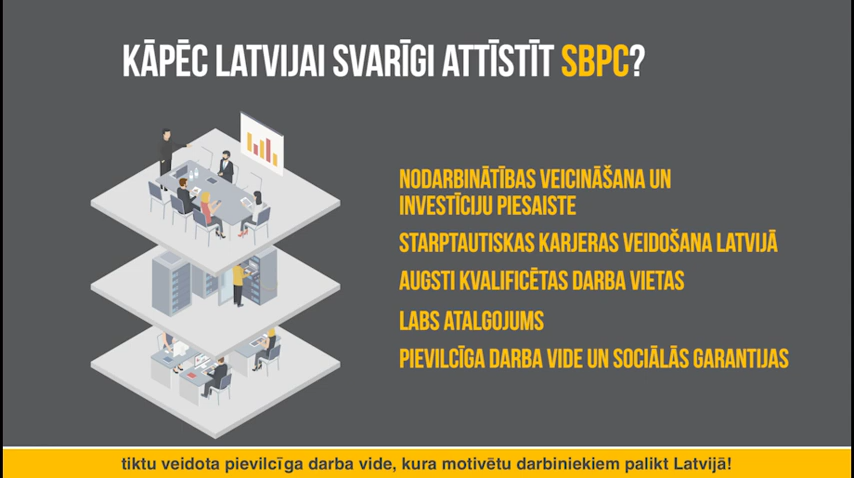 KĀPĒC LATVIJAI SVARĪGI ATTĪSTĪT SBPC?
NODARBINĀTĪBAS VEICINĀŠANA UN
INVESTĪCIJU PIESAISTE
STARPTAUTISKAS KARJERAS VEIDOŠANA LATVIJĀ
AUGSTI KVALIFICĒTAS DARBA VIETAS
LABS ATALGOJUMS
PIEVILCĪGA DARBA VIDE UN SOCIĀLĀS GARANTIJAS
tiktu veidota pievilcīga darba vide, kura motivētu darbiniekiem palikt Latvijā!